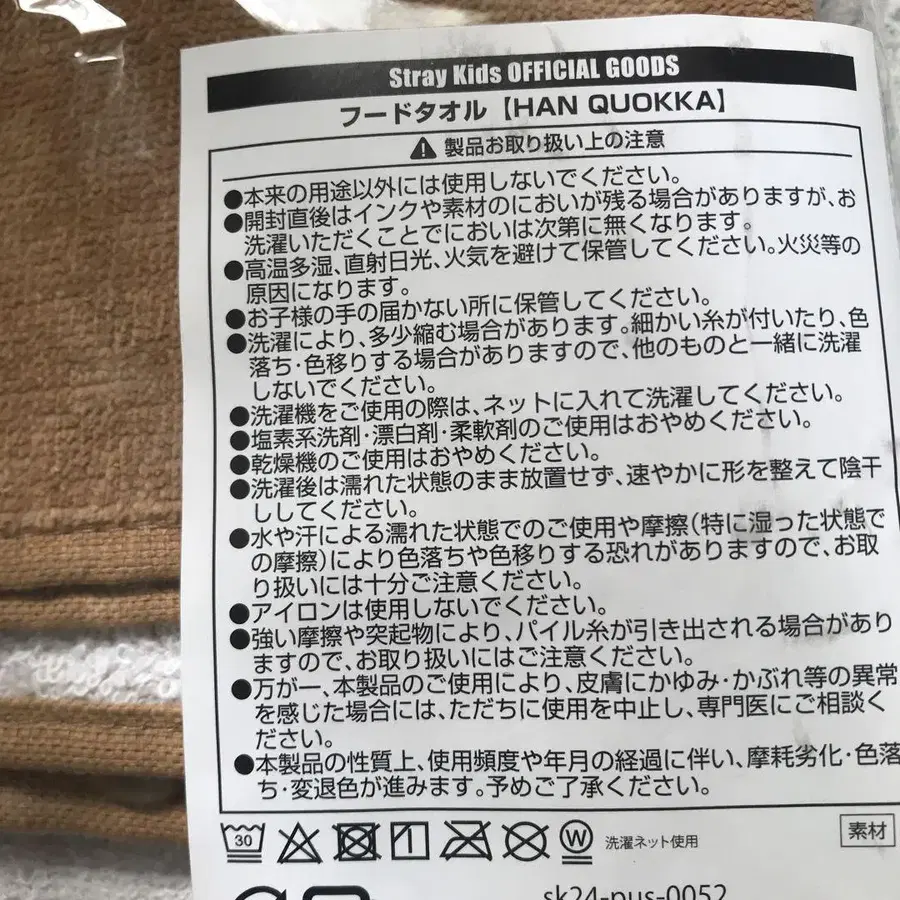 Stray Kids OFFICIAL GOODS
フードタオル【HAN QUOKKA】
製品お取り扱い上の注意
●本来の用途以外には使用しないでください。
●開封直後はインクや素材のにおいが残る場合がありますが、お
洗濯いただくことでにおいは次第に無くなります。
●高温多湿、直射日光、火気を避けて保管してください。火災等の
原因になります。
●お子様の手の届かない所に保管してください。
●洗濯により、多少縮む場合があります。細かい糸が付いたり、色
落ち・色移りする場合がありますので、他のものと一緒に洗濯
しないでください。
●洗濯機をご使用の際は、ネットに入れて洗濯してください。
●塩素系洗剤・漂白剤・柔軟剤のご使用はおやめください。
●乾燥機のご使用はおやめください。
●洗濯後は濡れた状態のまま放置せず、速やかに形を整えて陰干
ししてください。
●水や汗による濡れた状態でのご使用や摩擦(特に湿った状態で
の摩擦)により色落ちや色移りする恐れがありますので、お取
り扱いには十分ご注意ください。
●アイロンは使用しないでください。
●強い摩擦や突起物により、パイル糸が引き出される場合があり
ますので、お取り扱いにはご注意ください。
●万が一、本製品のご使用により、皮膚にかゆみ・かぶれ等の異常
を感じた場合には、ただちに使用を中止し、専門医にご相談く
ださい。
●本製品の性質上、使用頻度や年月の経過に伴い、摩耗劣化・色落
ち・変退色が進みます。予めご了承ください。
30 W 洗濯ネット使用
素材
sk24-pus-0052